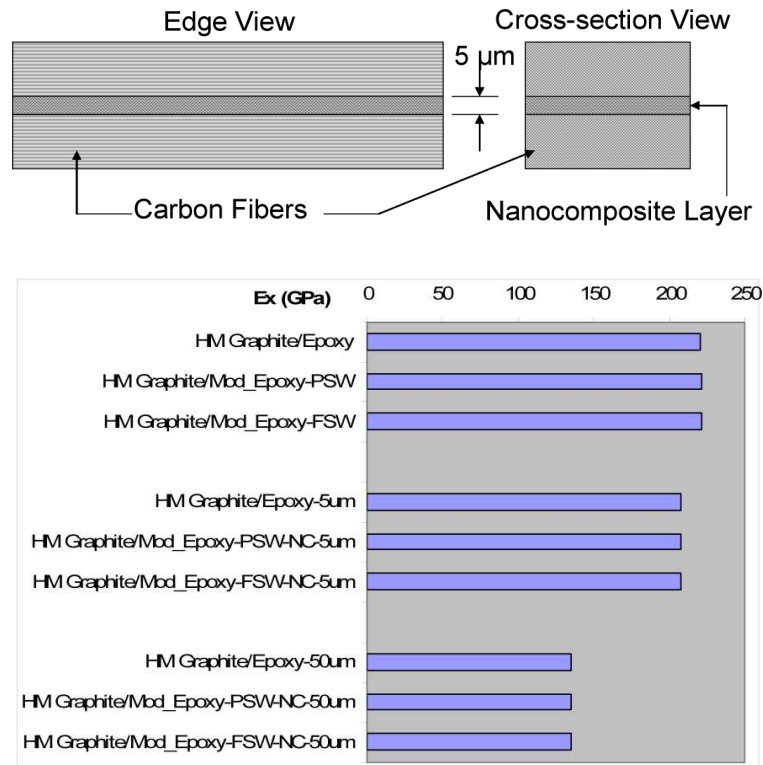 Edge View
Cross-section View
5 µm
Carbon Fibers
Nanocomposite Layer
Ex (GPa) 0 50 100 150 200 250
HM Graphite/Epoxy
HM Graphite/Mod_Epoxy-PSW
HM Graphite/Mod_Epoxy-FSW
HM Graphite/Epoxy-5um
HM Graphite/Mod_Epoxy-PSW-NC-5um
HM Graphite/Mod_Epoxy-FSW-NC-5um
HM Graphite/Epoxy-50um
HM Graphite/Mod_Epoxy-PSW-NC-50um
HM Graphite/Mod_Epoxy-FSW-NC-50um